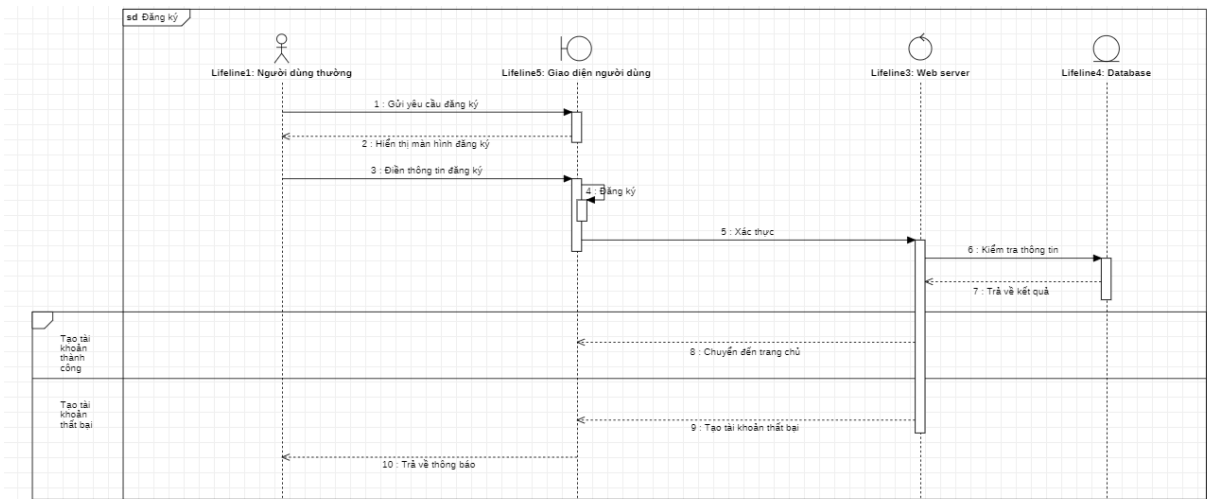 sd Đăng ký
Lifeline1: Người dùng thường
Lifeline5: Giao diện người dùng
Lifeline3: Web server
Lifeline4: Database
1 : Gửi yêu cầu đăng ký
2 : Hiển thị màn hình đăng ký
3 : Điền thông tin đăng ký
4 : Đăng ký
5 : Xác thực
6 : Kiểm tra thông tin
7 : Trả về kết quả
Tạo tài
khoản
thành
công
8 : Chuyển đến trang chủ
Tạo tài
khoản
thất bại
9 : Tạo tài khoản thất bại
10 : Trả về thông báo